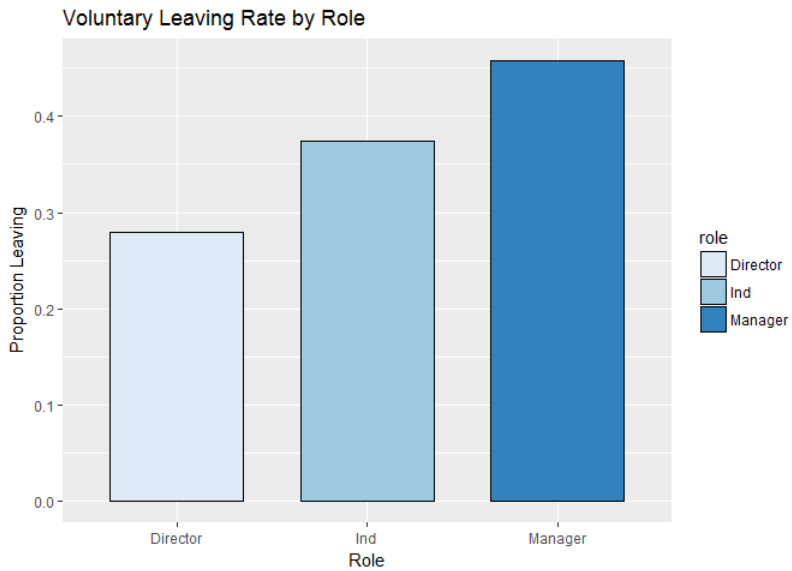 Voluntary Leaving Rate by Role
Proportion Leaving
0.4
0.3
0.2
0.1
0.0
Director
Ind
Manager
Role
role
Director
Ind
Manager